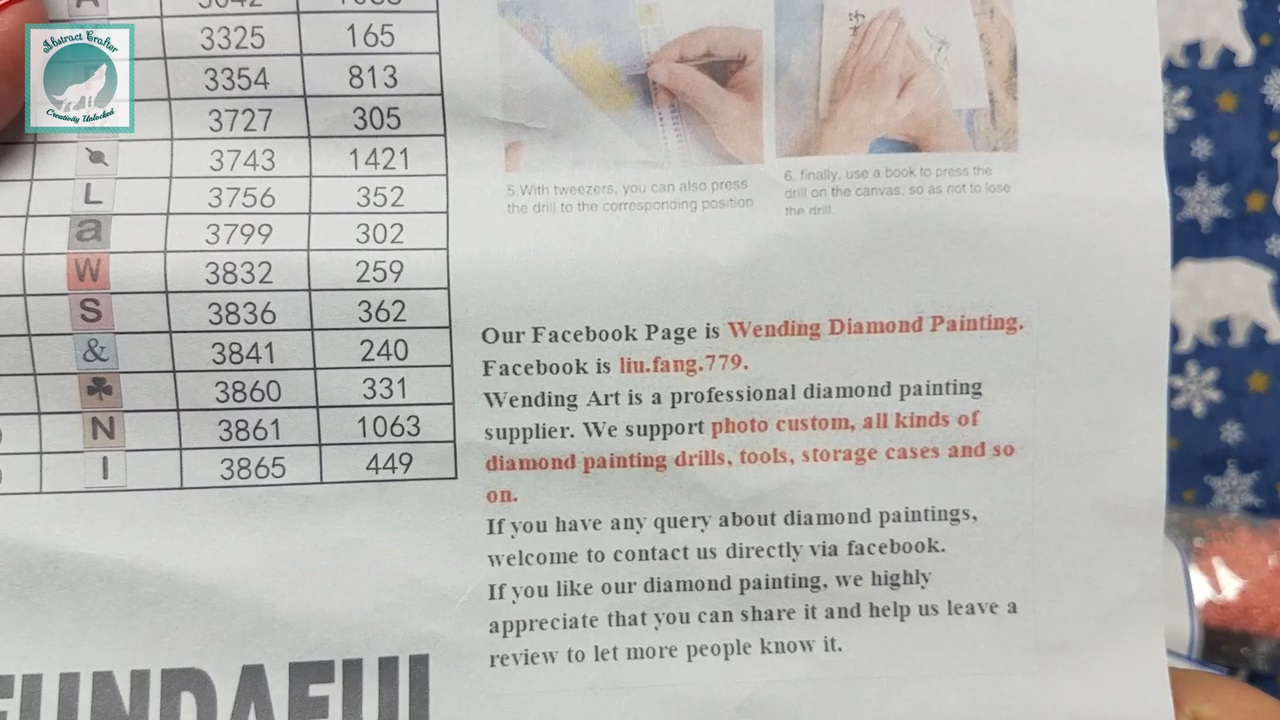 Abstract Crafter
Creativity Unlocked
3325 165
3354 813
3727 305
3743 1421
L 3756 352
a 3799 302
W 3832 259
S 3836 362
& 3841 240
♣ 3860 331
N 3861 1063
I 3865 449
5.With tweezers, you can also press
the drill to the corresponding position
6. finally, use a book to press the
drill on the canvas, so as not to lose
the drill.
Our Facebook Page is Wending Diamond Painting.
Facebook is liu.fang.779.
Wending Art is a professional diamond painting
supplier. We support photo custom, all kinds of
diamond painting drills, tools, storage cases and so
on.
If you have any query about diamond paintings,
welcome to contact us directly via facebook.
If you like our diamond painting, we highly
appreciate that you can share it and help us leave a
review to let more people know it.